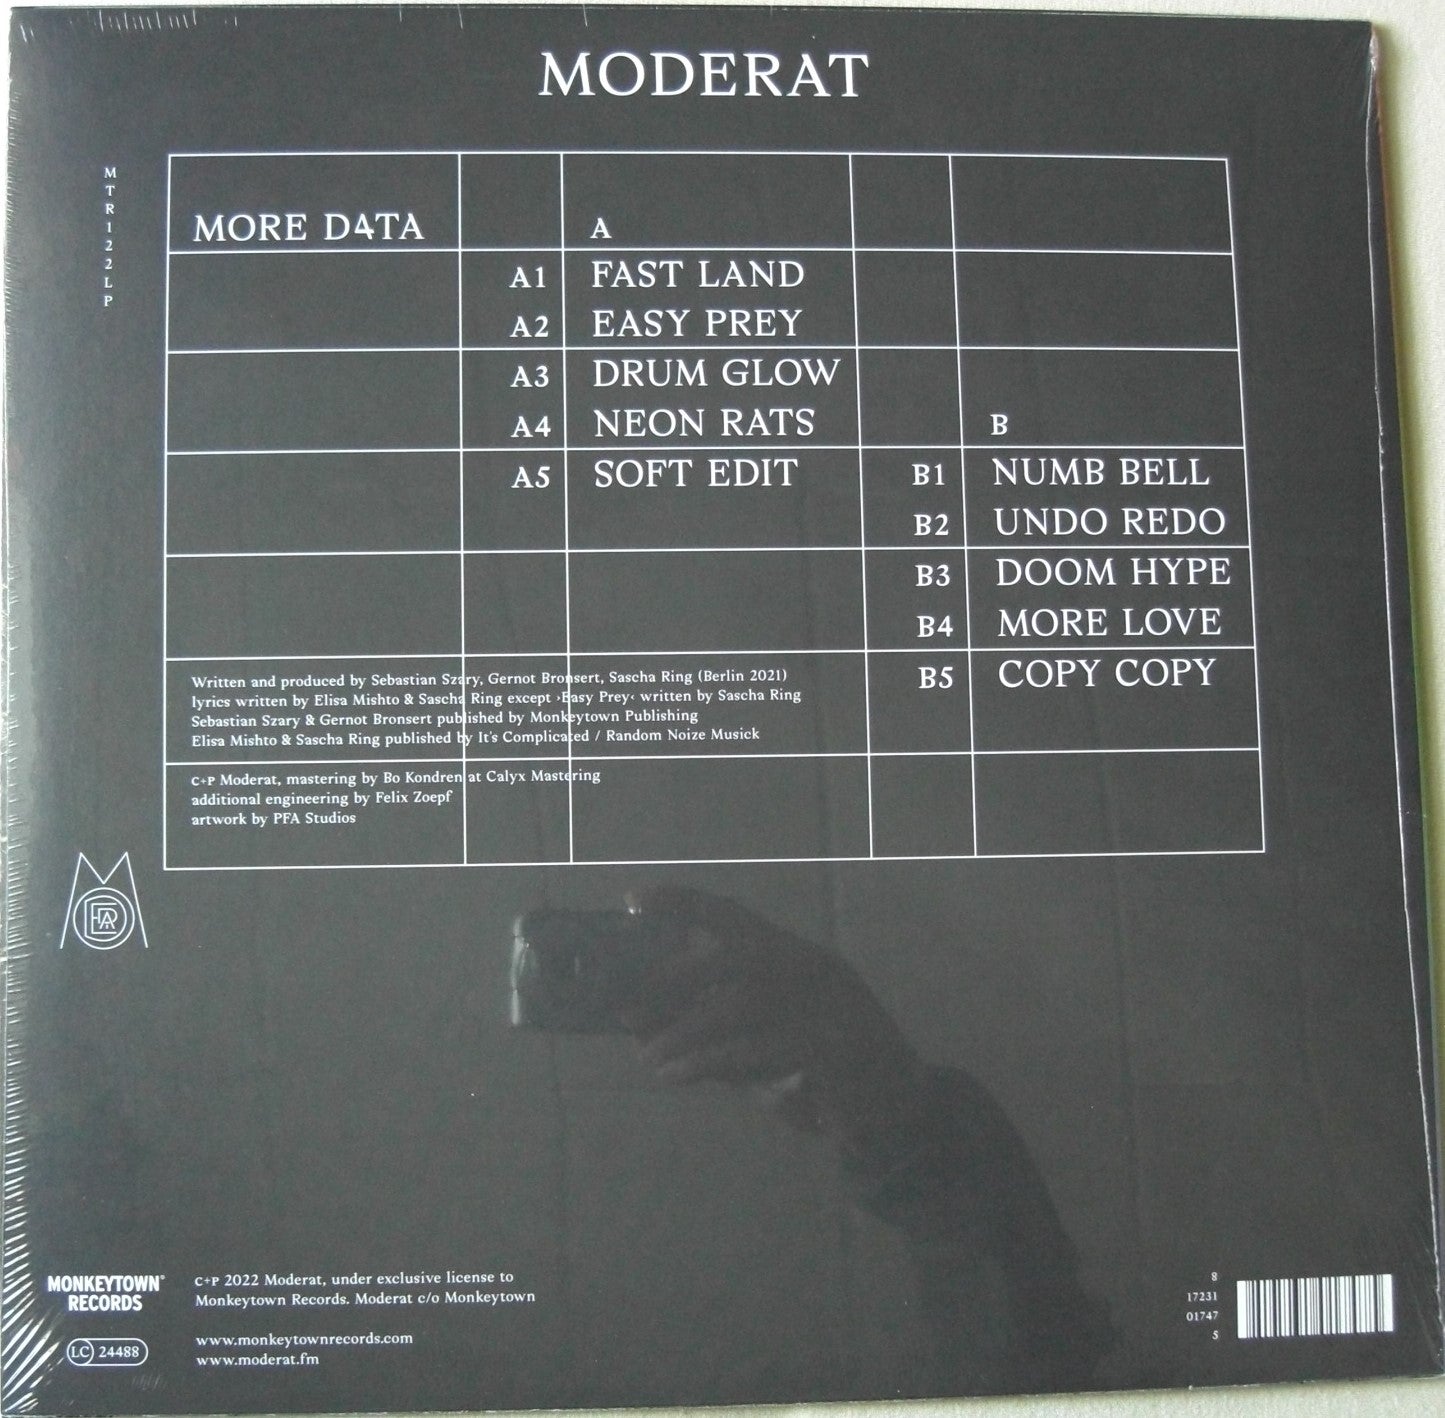 MODERAT
MTR122LP
MORE D4TA
A
A1 FAST LAND
A2 EASY PREY
A3 DRUM GLOW
A4 NEON RATS
A5 SOFT EDIT
B
B1 NUMB BELL
B2 UNDO REDO
B3 DOOM HYPE
B4 MORE LOVE
B5 COPY COPY
Written and produced by Sebastian Szary, Gernot Bronsert, Sascha Ring (Berlin 2021)
lyrics written by Elisa Mishto & Sascha Ring except ›Easy Prey‹ written by Sascha Ring
Sebastian Szary & Gernot Bronsert published by Monkeytown Publishing
Elisa Mishto & Sascha Ring published by It's Complicated / Random Noize Musick
C+P Moderat, mastering by Bo Kondren at Calyx Mastering
additional engineering by Felix Zoepf
artwork by PFA Studios
MODERAT
MONKEYTOWN®
RECORDS
LC 24488
C+P 2022 Moderat, under exclusive license to
Monkeytown Records. Moderat c/o Monkeytown
www.monkeytownrecords.com
www.moderat.fm
8
17231
01747
5